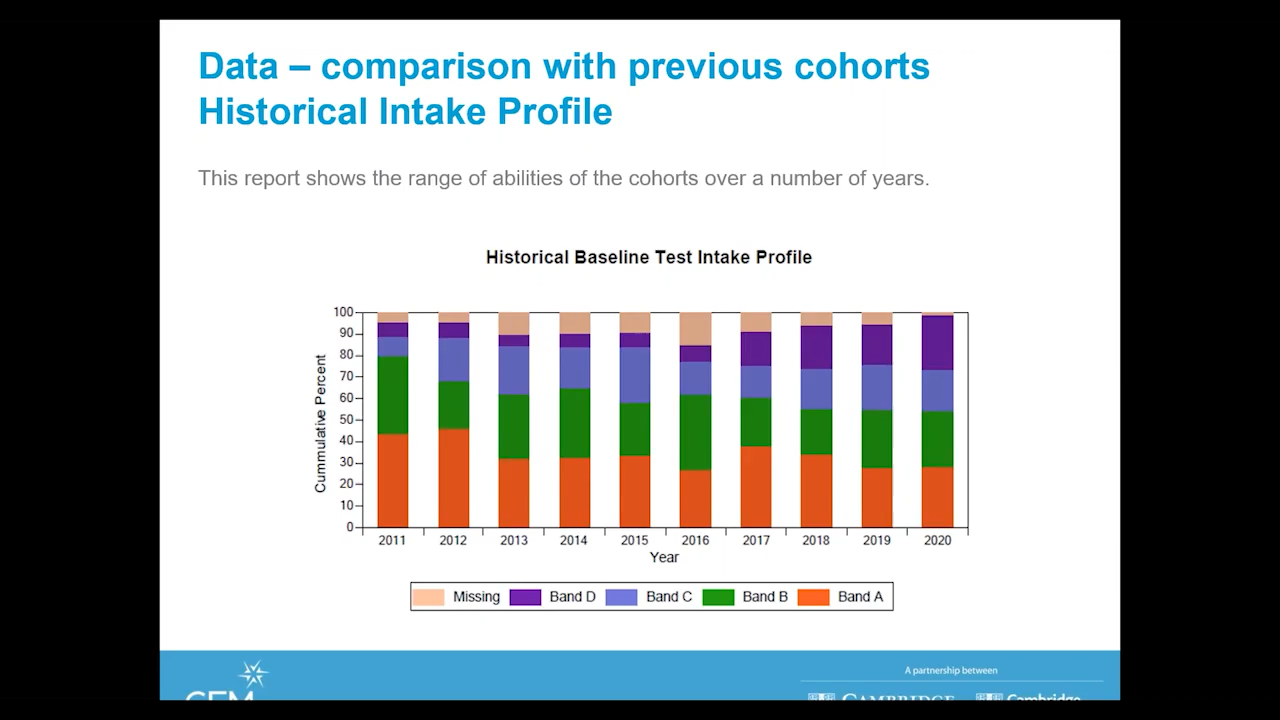 Data – comparison with previous cohorts
Historical Intake Profile
This report shows the range of abilities of the cohorts over a number of years.
Historical Baseline Test Intake Profile
Cummulative Percent
100
90
80
70
60
50
40
30
20
10
0
2011 2012 2013 2014 2015 2016 2017 2018 2019 2020
Year
Missing Band D Band C Band B Band A
A partnership between
CEM
CAMBRIDGE Cambridge